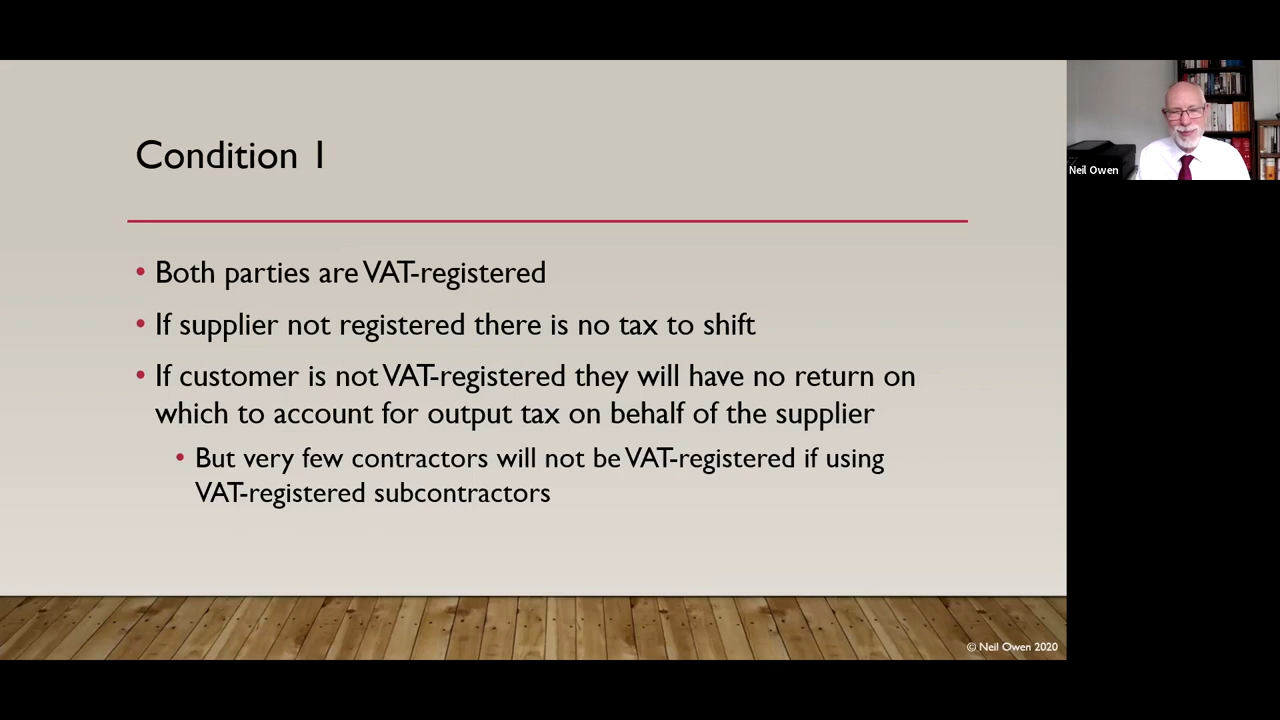 Condition 1
• Both parties are VAT-registered
• If supplier not registered there is no tax to shift
• If customer is not VAT-registered they will have no return on
which to account for output tax on behalf of the supplier
• But very few contractors will not be VAT-registered if using
VAT-registered subcontractors
© Neil Owen 2020
Neil Owen